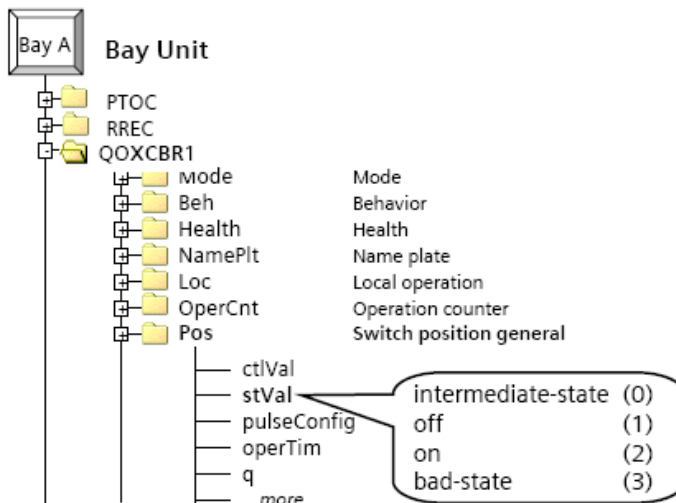 Bay A
Bay Unit
PTOC
RREC
QOXCBR1
Mode Mode
Beh Behavior
Health Health
NamePlt Name plate
Loc Local operation
OperCnt Operation counter
Pos Switch position general
ctlVal
stVal
pulseConfig
operTim
q
...more
intermediate-state (0)
off (1)
on (2)
bad-state (3)